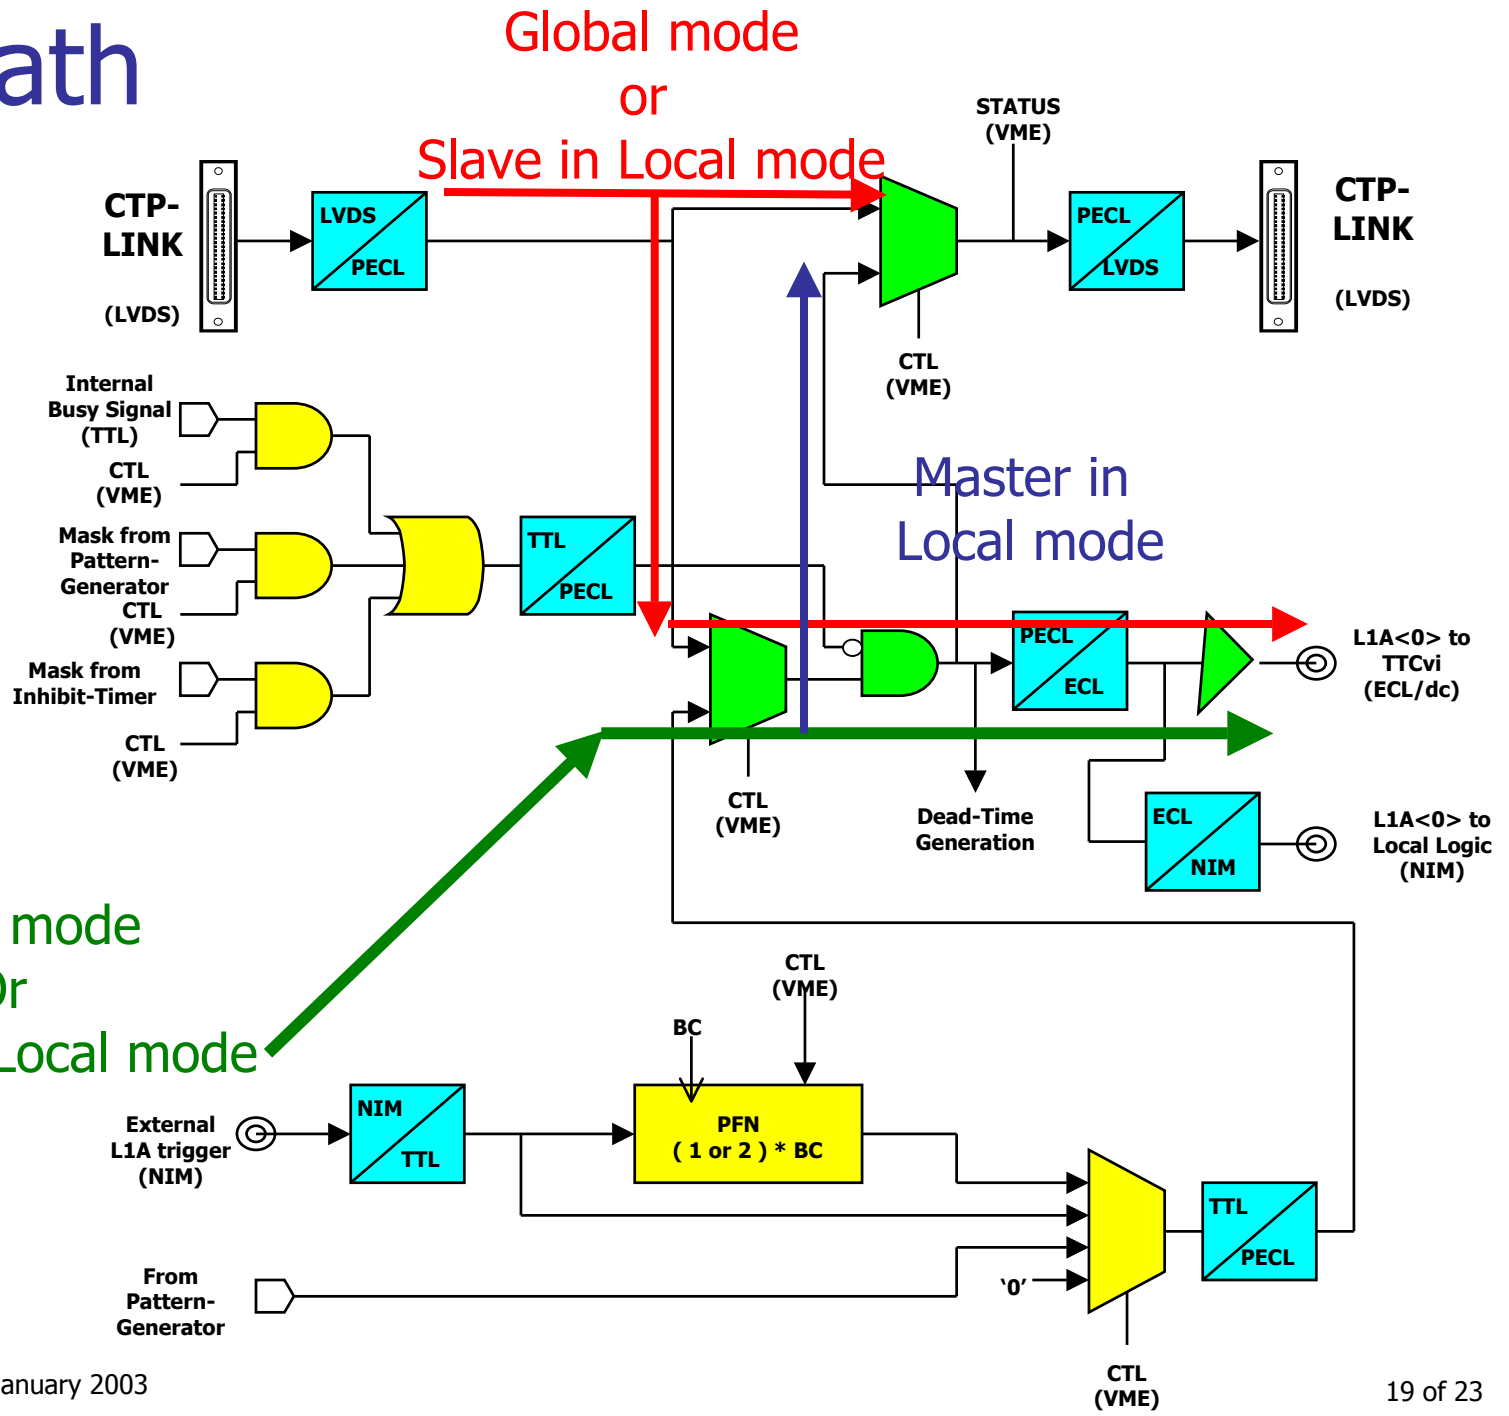 ath
Global mode
or
Slave in Local mode
STATUS
(VME)
CTP-
LINK
(LVDS)
LVDS
PECL
PECL
LVDS
CTP-
LINK
(LVDS)
CTL
(VME)
Internal
Busy Signal
(TTL)
CTL
(VME)
Mask from
Pattern-
Generator
CTL
(VME)
Mask from
Inhibit-Timer
CTL
(VME)
TTL
PECL
Master in
Local mode
PECL
ECL
L1A<0> to
TTCvi
(ECL/dc)
CTL
(VME)
Dead-Time
Generation
ECL
NIM
L1A<0> to
Local Logic
(NIM)
mode
Or
Local mode
CTL
(VME)
BC
External
L1A trigger
(NIM)
NIM
TTL
PFN
( 1 or 2 ) * BC
TTL
PECL
From
Pattern-
Generator
‘0’
CTL
(VME)
anuary 2003
19 of 23